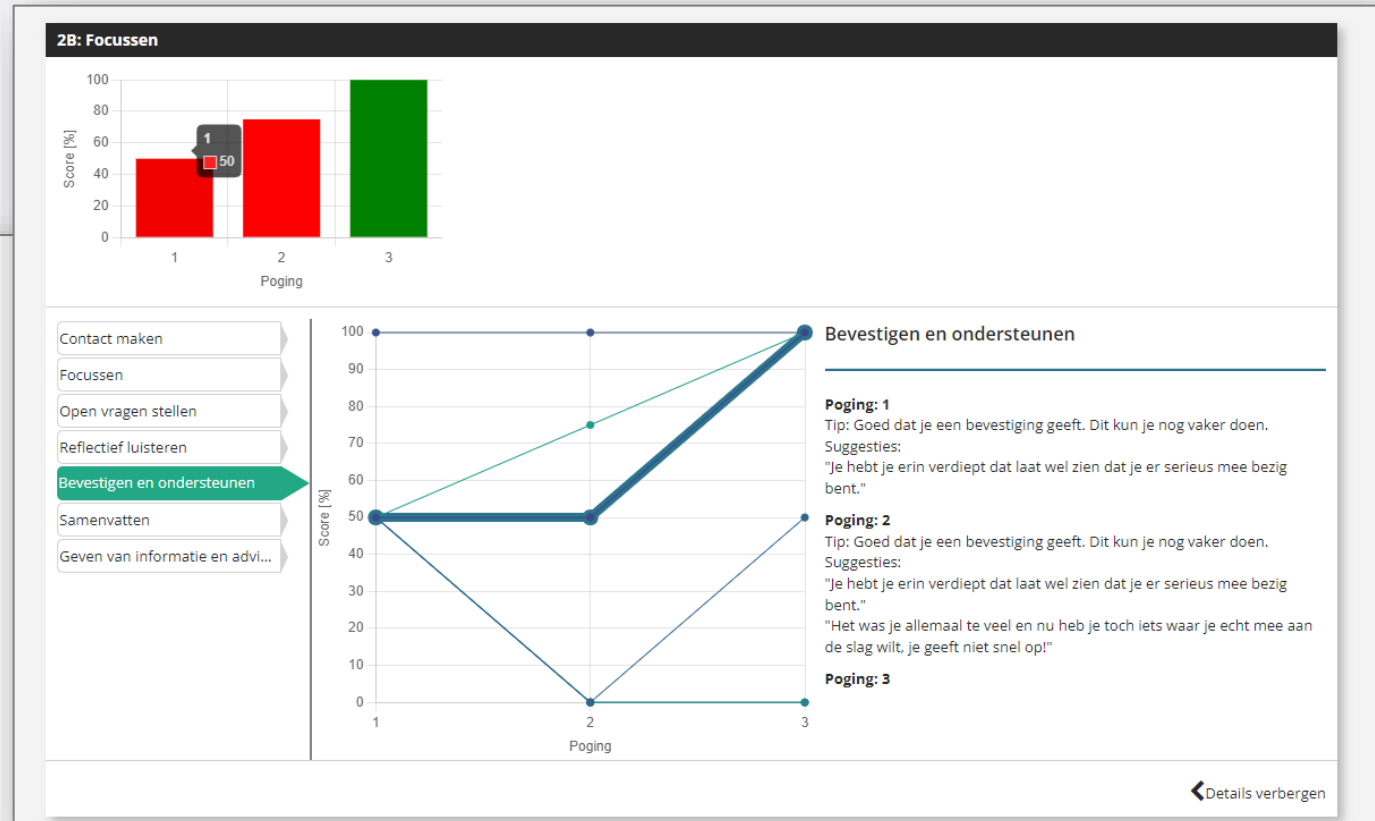 2B: Focussen
100
80
60
40
20
0
Score [%]
1
50
1
2
3
Poging
Contact maken
Focussen
Open vragen stellen
Reflectief luisteren
Bevestigen en ondersteunen
Samenvatten
Geven van informatie en advi...
100
90
80
70
60
50
40
30
20
10
0
Score [%]
1
2
3
Poging
Bevestigen en ondersteunen
Poging: 1
Tip: Goed dat je een bevestiging geeft. Dit kun je nog vaker doen.
Suggesties:
"Je hebt je erin verdiept dat laat wel zien dat je er serieus mee bezig
bent."
Poging: 2
Tip: Goed dat je een bevestiging geeft. Dit kun je nog vaker doen.
Suggesties:
"Je hebt je erin verdiept dat laat wel zien dat je er serieus mee bezig
bent."
"Het was je allemaal te veel en nu heb je toch iets waar je echt mee aan
de slag wilt, je geeft niet snel op!"
Poging: 3
Details verbergen